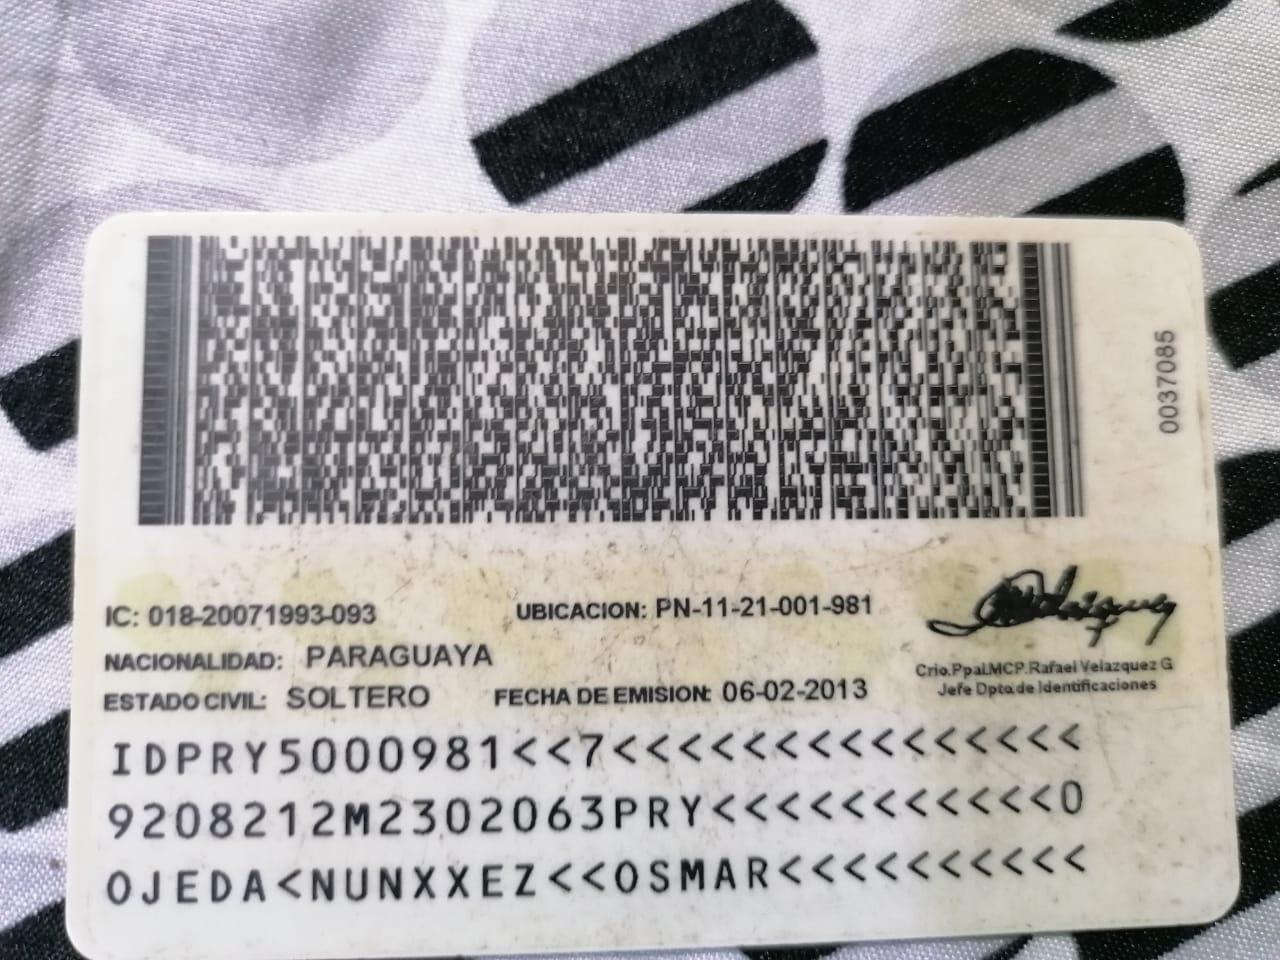 0037085
IC: 018-20071993-093 UBICACION: PN-11-21-001-981
NACIONALIDAD: PARAGUAYA
ESTADO CIVIL: SOLTERO FECHA DE EMISION: 06-02-2013
Crio.Ppal.MCP.Rafael Velazquez G
Jefe Dpto de Identificaciones
IDPRY5000981<<7<<<<<<<<<<<<<<<
9208212M2302063PRY<<<<<<<<<<<0
OJEDA<NUNXXEZ<<OSMAR<<<<<<<<<<